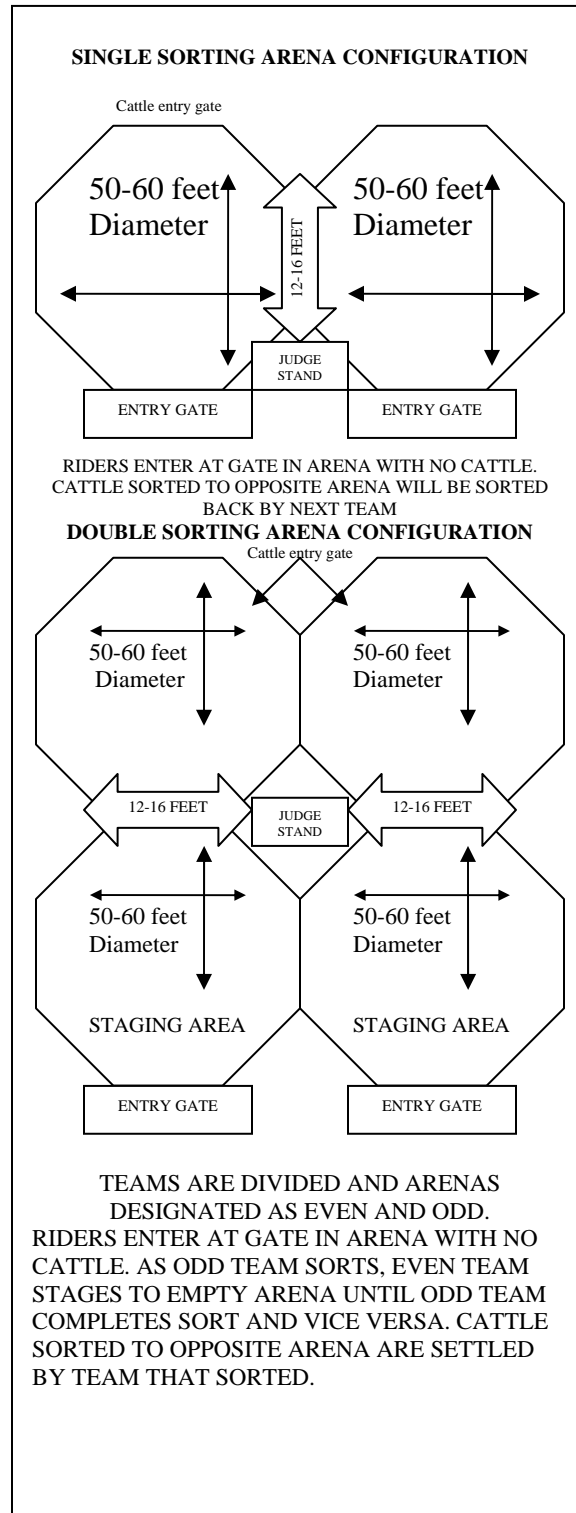 SINGLE SORTING ARENA CONFIGURATION
Cattle entry gate
50-60 feet
Diameter
12-16 FEET
50-60 feet
Diameter
JUDGE
STAND
ENTRY GATE
ENTRY GATE
RIDERS ENTER AT GATE IN ARENA WITH NO CATTLE.
CATTLE SORTED TO OPPOSITE ARENA WILL BE SORTED
BACK BY NEXT TEAM
DOUBLE SORTING ARENA CONFIGURATION
Cattle entry gate
50-60 feet
Diameter
50-60 feet
Diameter
12-16 FEET
JUDGE
STAND
12-16 FEET
50-60 feet
Diameter
50-60 feet
Diameter
STAGING AREA
STAGING AREA
ENTRY GATE
ENTRY GATE
TEAMS ARE DIVIDED AND ARENAS
DESIGNATED AS EVEN AND ODD.
RIDERS ENTER AT GATE IN ARENA WITH NO
CATTLE. AS ODD TEAM SORTS, EVEN TEAM
STAGES TO EMPTY ARENA UNTIL ODD TEAM
COMPLETES SORT AND VICE VERSA. CATTLE
SORTED TO OPPOSITE ARENA ARE SETTLED
BY TEAM THAT SORTED.